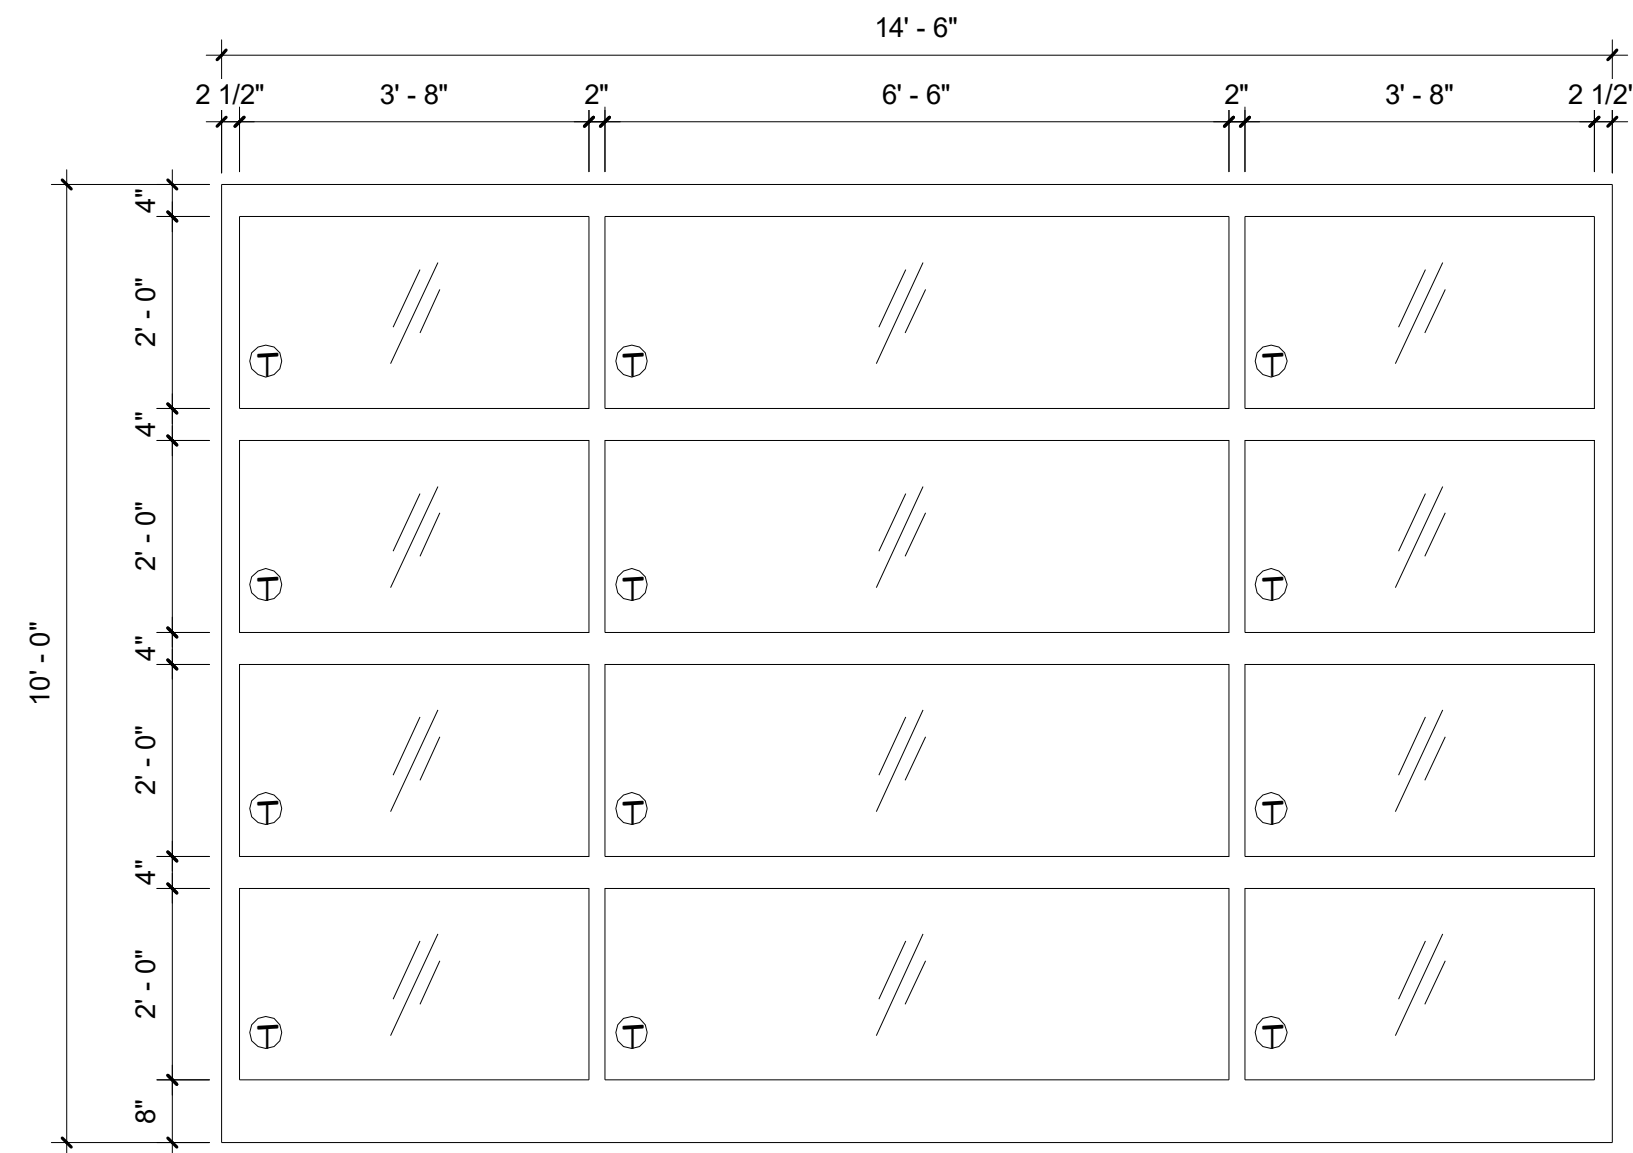 14' - 6"
2 1/2" 3' - 8" 2" 6' - 6" 2" 3' - 8" 2 1/2"
4"
2' - 0"
T T T
4"
2' - 0"
T T T
4"
10' - 0"
2' - 0"
T T T
4"
2' - 0"
T T T
8"